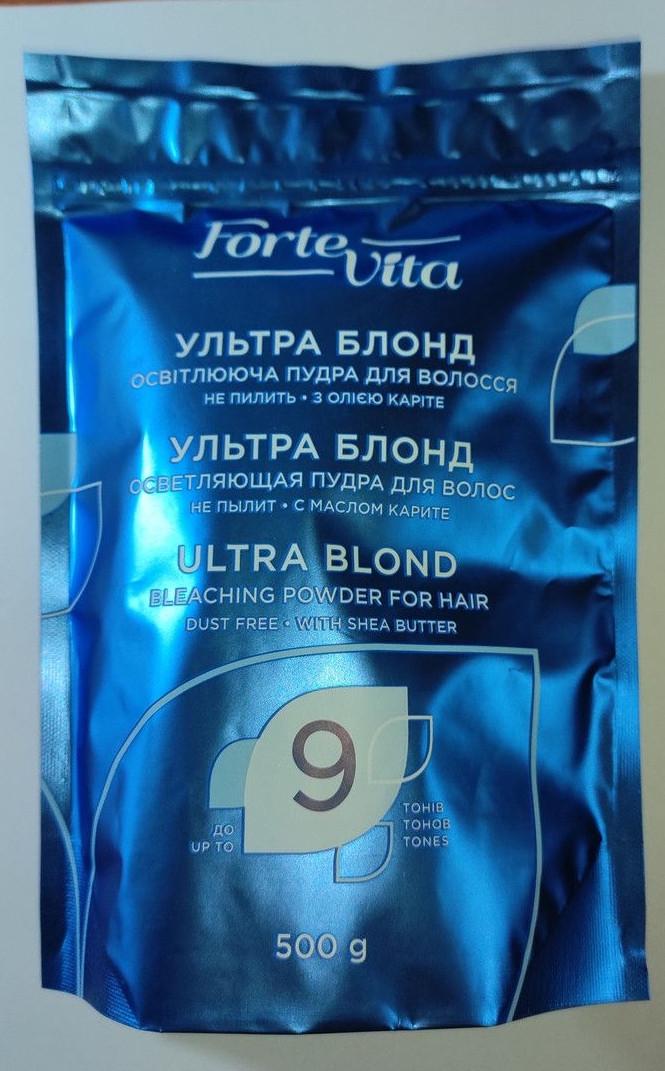 Forte Vita
УЛЬТРА БЛОНД
ОСВІТЛЮЮЧА ПУДРА ДЛЯ ВОЛОССЯ
НЕ ПИЛИТЬ • З ОЛІЄЮ КАРІТЕ
УЛЬТРА БЛОНД
ОСВЕТЛЯЮЩАЯ ПУДРА ДЛЯ ВОЛОС
НЕ ПЫЛИТ • С МАСЛОМ КАРИТЕ
ULTRA BLOND
BLEACHING POWDER FOR HAIR
DUST FREE • WITH SHEA BUTTER
ДО
UP TO
9
ТОНІВ
ТОНОВ
TONES
500 g